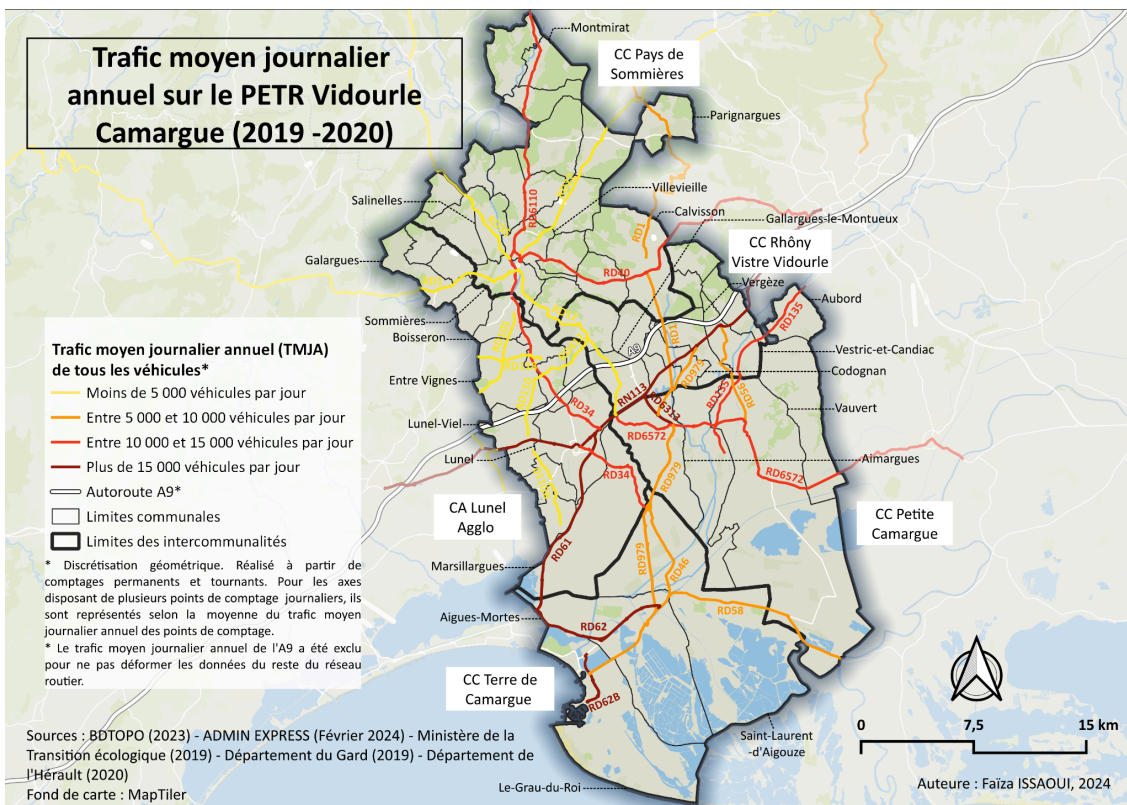 Trafic moyen journalier
annuel sur le PETR Vidourle
Camargue (2019 -2020)
Montmirat
CC Pays de
Sommières
Parignargues
Salinelles
Villevieille
RD6110
Calvisson
Gallargues-le-Montueux
RD1
CC Rhôny
Vistre Vidourle
Galargues
RD40
Vergèze
Aubord
RD135
Sommières
Boisseron
RD1
A9
Vestric-et-Candiac
RD979
Codognan
Entre Vignes
RD135
RD56
Vauvert
RN113
RD6313
RD34
Lunel-Viel
RD6572
Lunel
Aimargues
RD34
RD979
RD6572
CA Lunel
Agglo
CC Petite
Camargue
RD61
RD979
RD46
Marsillargues
RD58
Aigues-Mortes
RD62
CC Terre de
Camargue
RD62B
Saint-Laurent
-d'Aigouze
Le-Grau-du-Roi
Trafic moyen journalier annuel (TMJA)
de tous les véhicules*
Moins de 5 000 véhicules par jour
Entre 5 000 et 10 000 véhicules par jour
Entre 10 000 et 15 000 véhicules par jour
Plus de 15 000 véhicules par jour
Autoroute A9*
Limites communales
Limites des intercommunalités
* Discrétisation géométrique. Réalisé à partir de
comptages permanents et tournants. Pour les axes
disposant de plusieurs points de comptage journaliers, ils
sont représentés selon la moyenne du trafic moyen
journalier annuel des points de comptage.
* Le trafic moyen journalier annuel de l'A9 a été exclu
pour ne pas déformer les données du reste du réseau
routier.
Sources : BDTOPO (2023) - ADMIN EXPRESS (Février 2024) - Ministère de la
Transition écologique (2019) - Département du Gard (2019) - Département de
l'Hérault (2020)
Fond de carte : MapTiler
0 7,5 15 km
Auteure : Faïza ISSAOUI, 2024